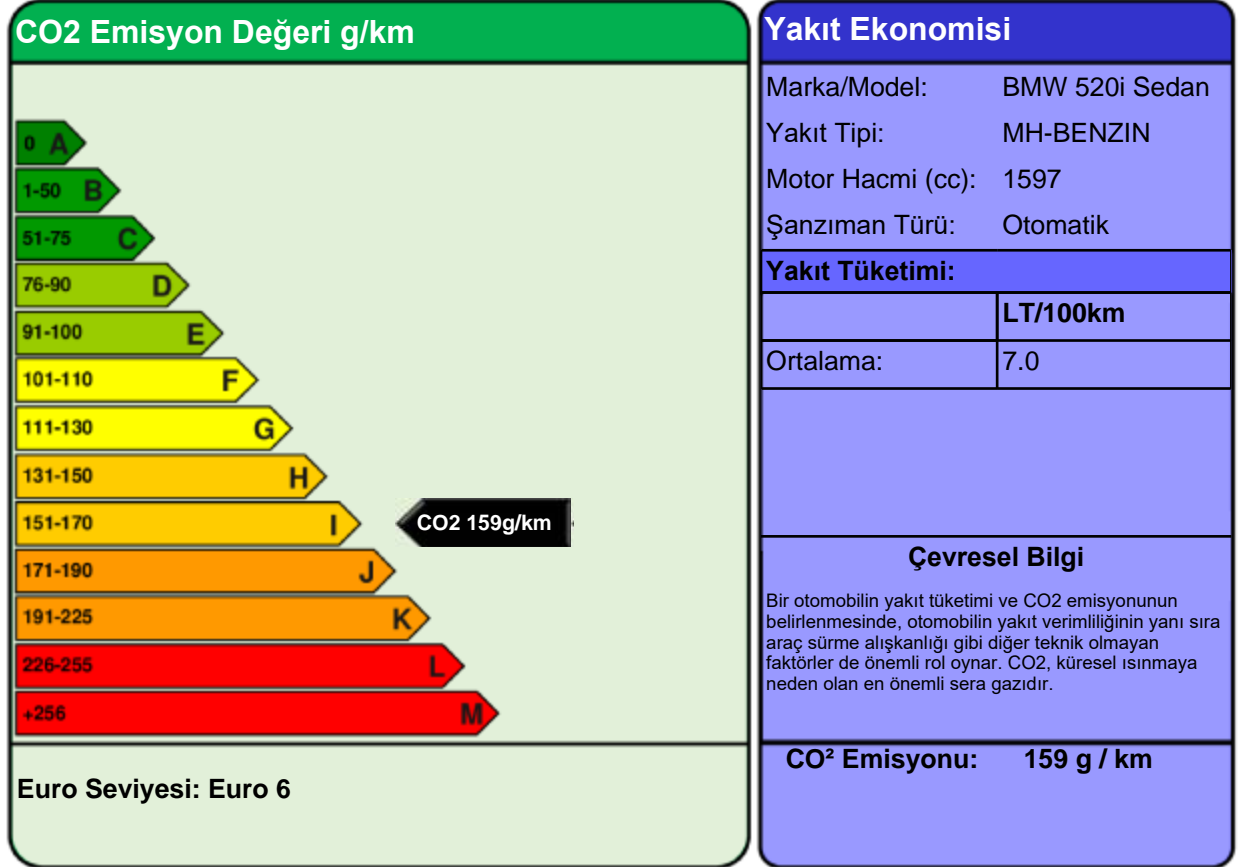 CO2 Emisyon Değeri g/km
0 A
1-50 B
51-75 C
76-90 D
91-100 E
101-110 F
111-130 G
131-150 H
151-170 I
CO2 159g/km
171-190 J
191-225 K
226-255 L
+256 M
Euro Seviyesi: Euro 6
Yakıt Ekonomisi
Marka/Model: BMW 520i Sedan
Yakıt Tipi: MH-BENZIN
Motor Hacmi (cc): 1597
Şanzıman Türü: Otomatik
Yakıt Tüketimi:
LT/100km
Ortalama: 7.0
Çevresel Bilgi
Bir otomobilin yakıt tüketimi ve CO2 emisyonunun
belirlenmesinde, otomobilin yakıt verimliliğinin yanı sıra
araç sürme alışkanlığı gibi diğer teknik olmayan
faktörler de önemli rol oynar. CO2, küresel ısınmaya
neden olan en önemli sera gazıdır.
CO² Emisyonu: 159 g / km